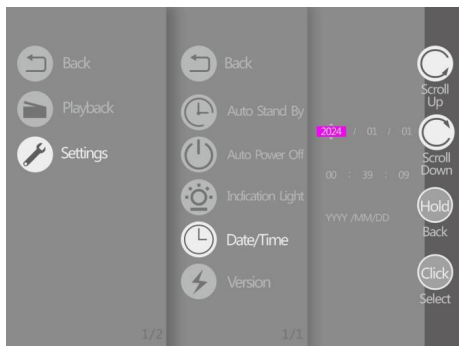 Back
Playback
Settings
1/2
Back
Auto Stand By
Auto Power Off
Indication Light
Date/Time
Version
1/1
2024 / 01 / 01
00 : 39 : 09
YYYY /MM/DD
Scroll
Up
Scroll
Down
Hold
Back
Click
Select